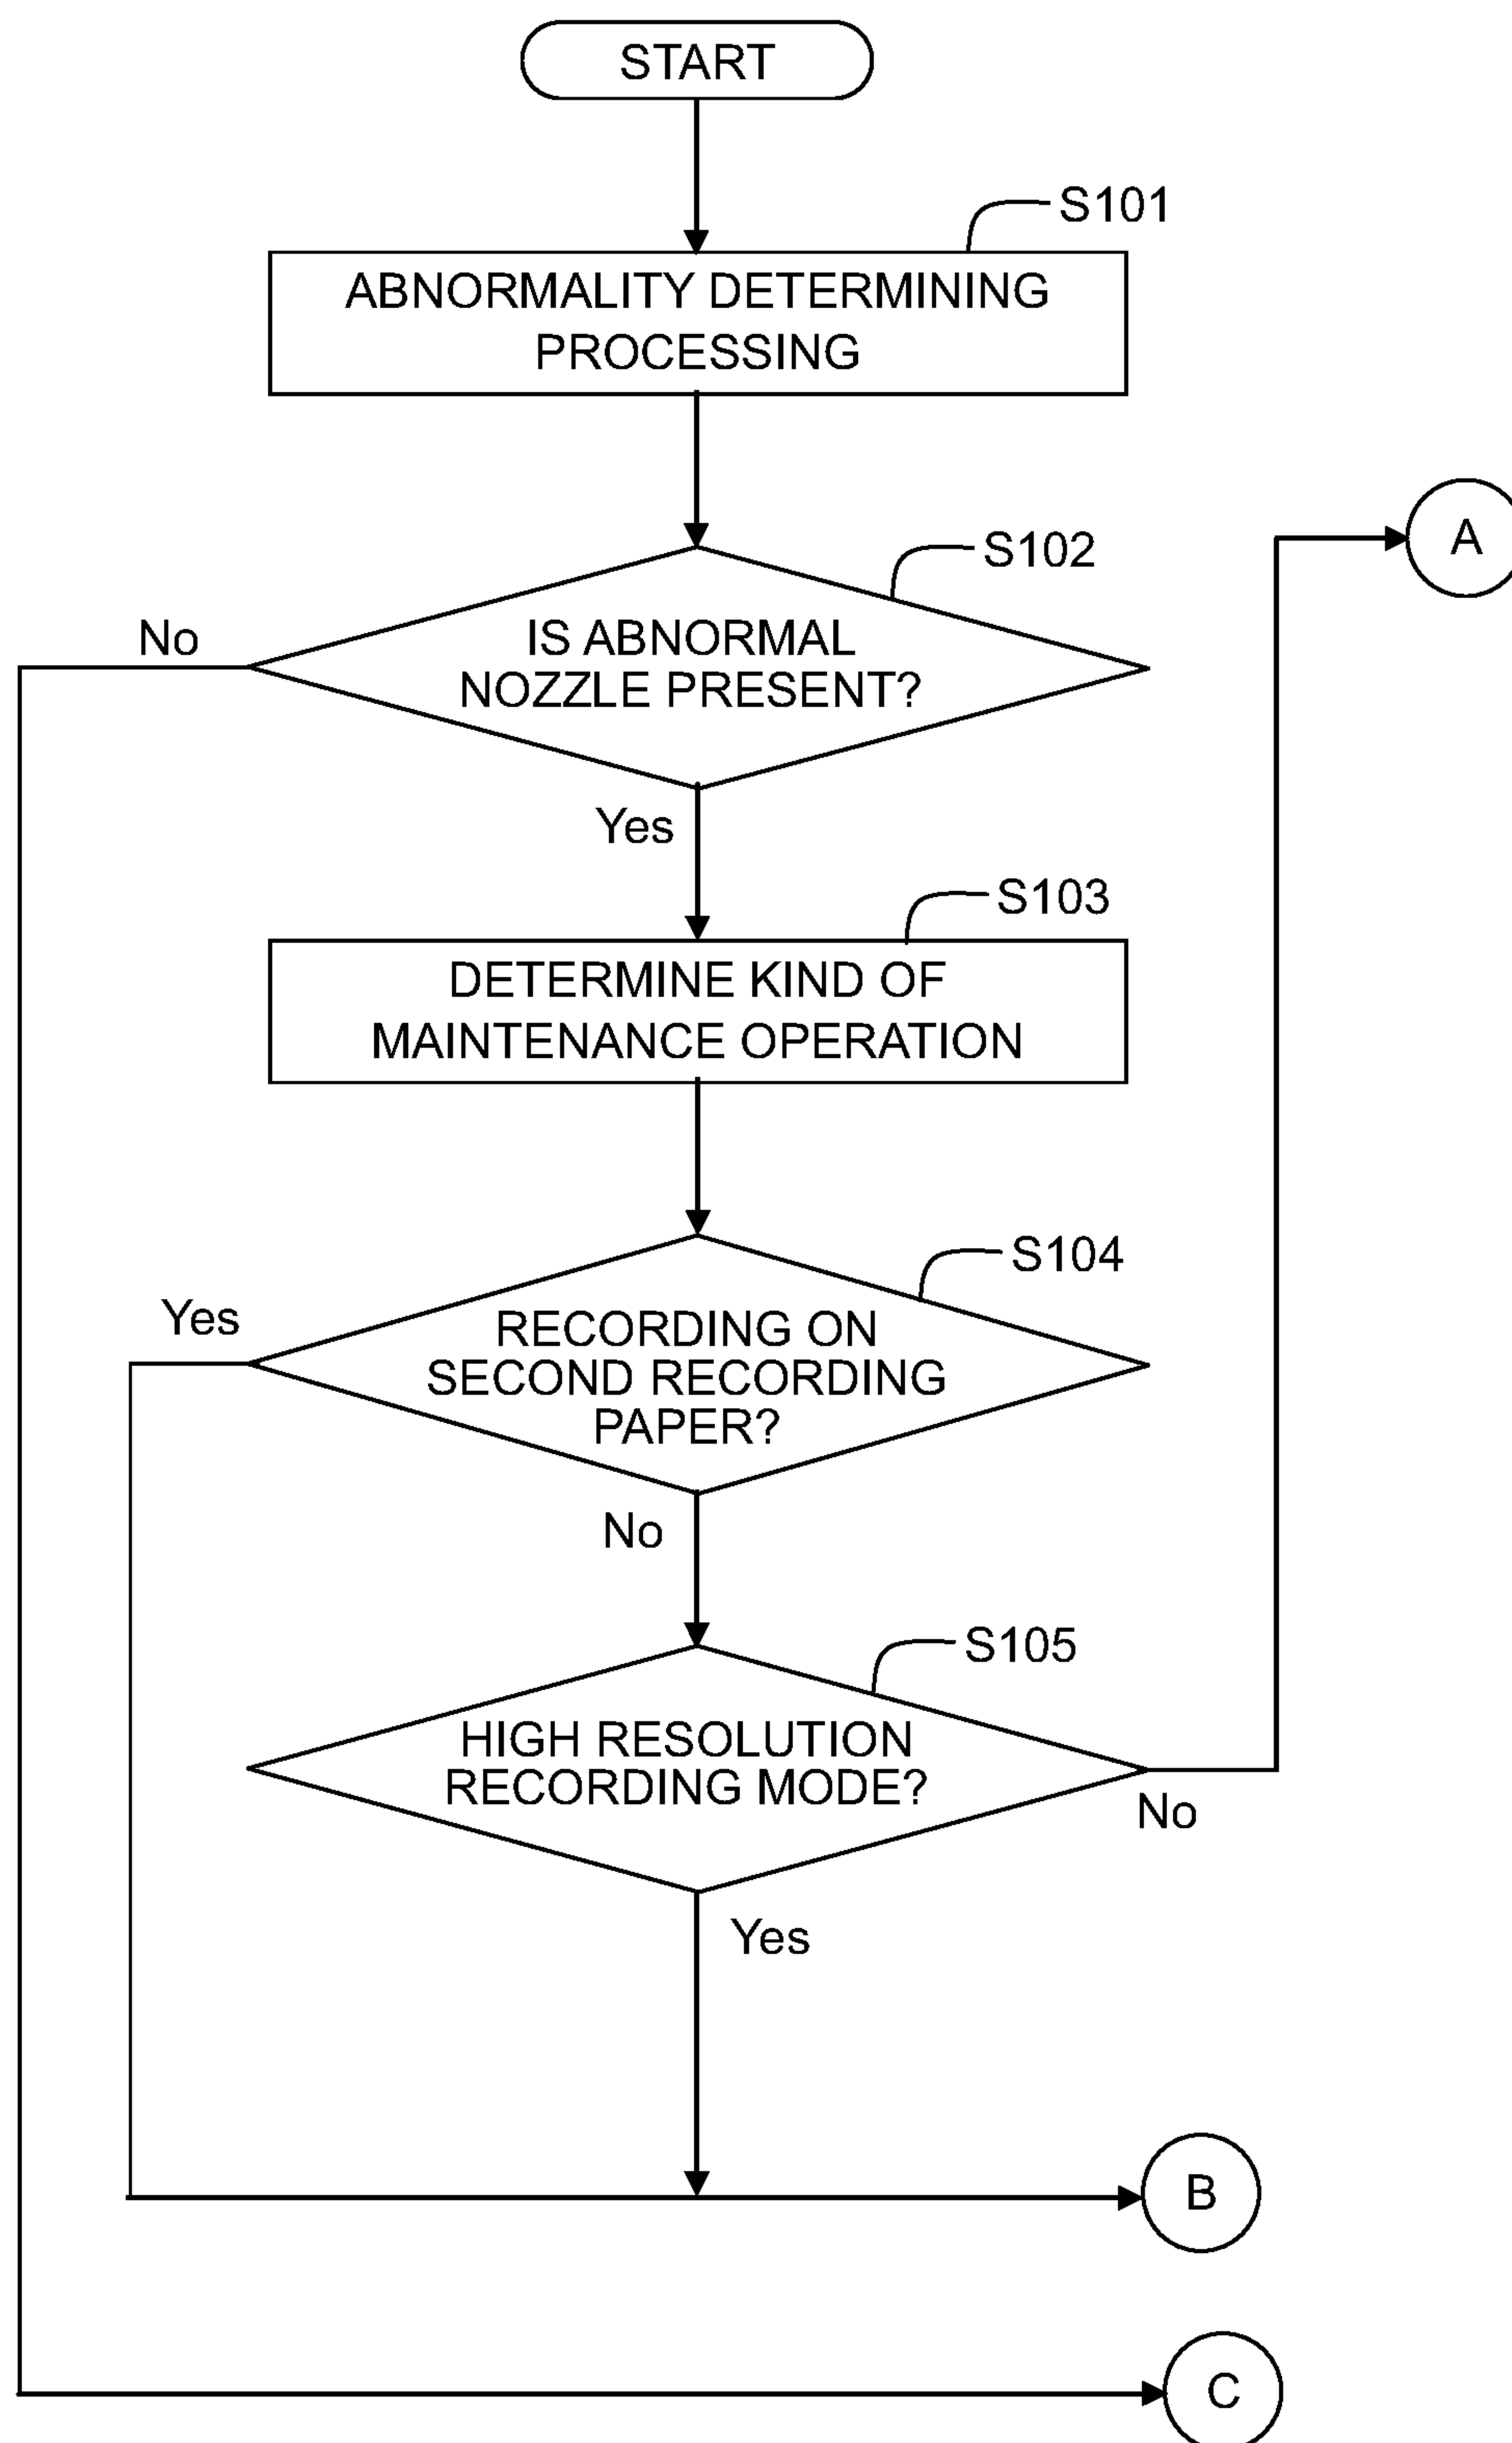 START
S101
ABNORMALITY DETERMINING
PROCESSING
A
S102
No
IS ABNORMAL
NOZZLE PRESENT?
Yes
S103
DETERMINE KIND OF
MAINTENANCE OPERATION
S104
Yes
RECORDING ON
SECOND RECORDING
PAPER?
No
S105
HIGH RESOLUTION
RECORDING MODE?
No
Yes
B
C